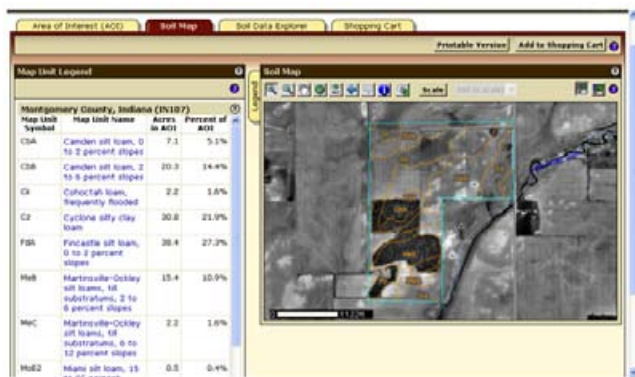 Area of Interest (AOI)
Soil Map
Soil Data Explorer
Shopping Cart
Printable Version
Add to Shopping Cart
Map Unit Legend
Montgomery County, Indiana (IN107)
Map Unit Symbol
Map Unit Name
Acres in AOI
Percent of AOI
CbA
Camden silt loam, 0
to 2 percent slopes
7.1
5.1%
CbB
Camden silt loam, 2
to 6 percent slopes
20.3
14.4%
Ck
Cohoctah loam,
frequently flooded
2.2
1.6%
Cz
Cyclone silty clay
loam
30.8
21.9%
FdA
Fincastle silt loam,
0 to 2 percent
slopes
38.4
27.3%
MeB
Martinsville-Ockley
silt loams, till
substratums, 2 to
6 percent slopes
15.4
10.9%
MeC
Martinsville-Ockley
silt loams, till
substratums, 6 to
12 percent slopes
2.2
1.6%
MoE2
Miami silt loam, 15
0.5
0.4%
Legend
Soil Map
Scale
0